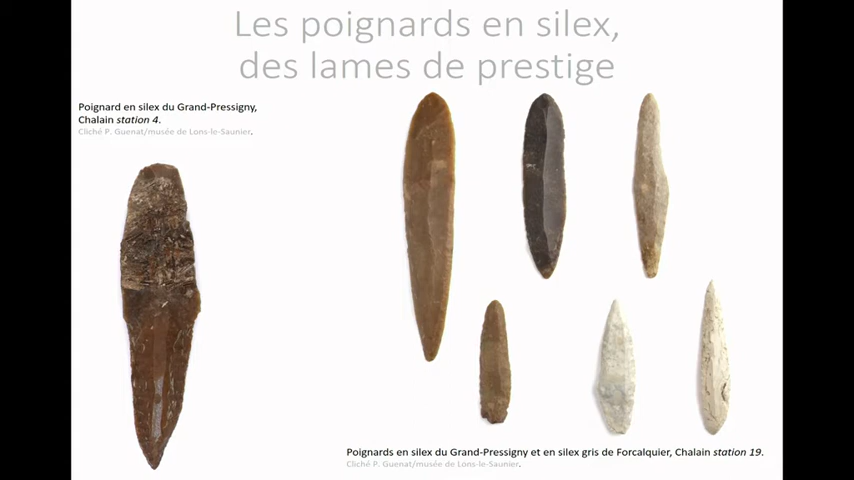 Les poignards en silex,
des lames de prestige
Poignard en silex du Grand-Pressigny,
Chalain station 4.
Cliché P. Guenat/musée de Lons-le-Saunier.
Poignards en silex du Grand-Pressigny et en silex gris de Forcalquier, Chalain station 19.
Cliché P. Guenat/musée de Lons-le-Saunier.